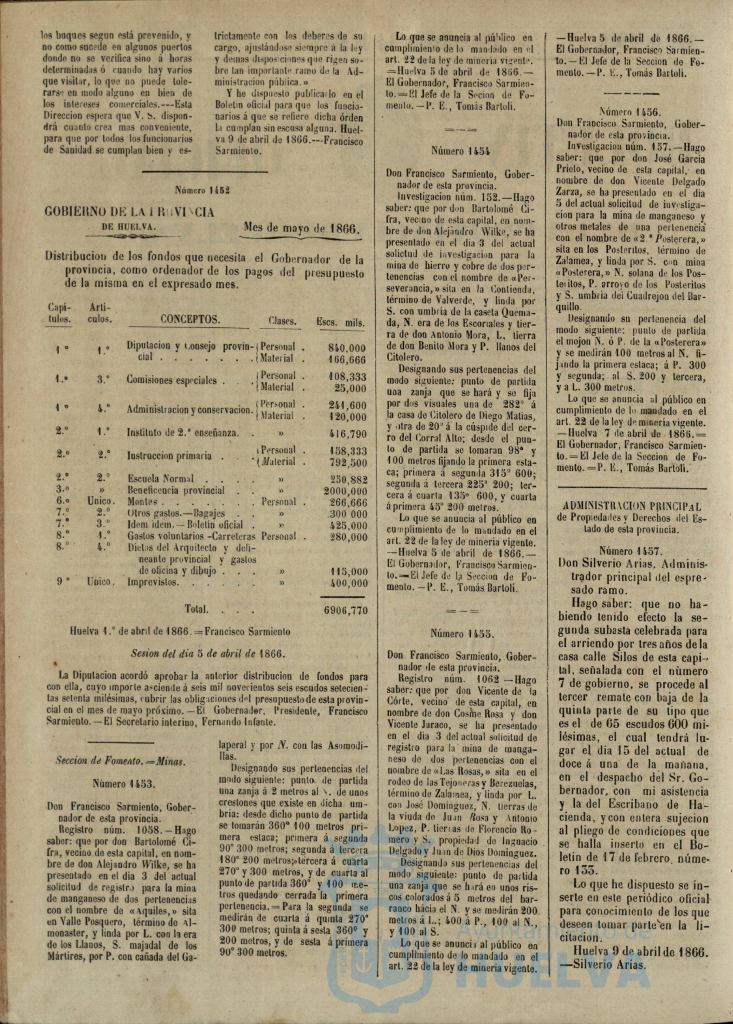 los buques segun está prevenido, y
no como sucede en algunos puertos
donde no se verifica sino á horas
determinadas ó cuando hay varios
que visitar, lo que no puede tole-
rarse en modo alguno en bien de
los intereses comerciales.---Esta
Direccion espera que V. S. dispon-
drá cuanto crea mas conveniente,
para que por todos los funcionarios
de Sanidad se cumplan bien y es-
trictamente con los deberes de su
cargo, ajustándose siempre á la ley
y demas disposiciones que rigen so-
bre tan importante ramo de la Ad-
ministracion pública.»
Y he dispuesto publicado en el
Boletin oficial para que los funcio-
narios á que se refiere dicha órden
la cumplan sin escusa alguna. Huel-
va 9 de abril de 1866.---Francisco
Sarmiento.
Número 1452
GOBIERNO DE LA PROVINCIA
DE HUELVA.
Mes de mayo de 1866.
Distribucion de los fondos que necesita el Gobernador de la
provincia, como ordenador de los pagos del presupuesto
de la misma en el expresado mes.
Capí-
tulos. Artí-
culos. CONCEPTOS. Clases. Escs. mils.
1º 1.º Diputacion y Consejo provin-
cial . . . . . . {Personal . 840,000
{Material . 166,666
1.º 3.º Comisiones especiales . . . {Personal . 108,333
{Material . 25,000
1º 4.º Administracion y conservacion. {Personal . 241,600
{Material . 120,000
2.º 1.º Instituto de 2.ª enseñanza. . » 416,790
2.º 2.º Instruccion primaria . . . {Personal . 158,333
{Material . 792,500
2.º 2.º Escuela Normal . . . » 250,882
3.º » Beneficencia provincial . . » 2000,000
6.º Unico. Montes. . . . . . Personal . 266,666
7.º 2.º Otros gastos.—Bagajes . » 300 000
7.º 3.º Idem idem.—Boletin oficial . » 425,000
8.º 1.º Gastos voluntarios-Carreteras Personal . 280,000
8.º 4.º Dietas del Arquitecto y deli-
neante provincial y gastos
de oficina y dibujo . . . » 115,000
9º Unico. Imprevistos. . . . . » 400,000
Total. . . . 6906,770
Huelva 1.º de abril de 1866.=Francisco Sarmiento
Sesion del dia 5 de abril de 1866.
La Diputacion acordó aprobar la anterior distribucion de fondos para
con ella, cuyo importe asciende á seis mil novecientos seis escudos setecien-
tas setenta milésimas, cubrir las obligaciones del presupuesto de esta provin-
cial en el mes de mayo próximo.—El Gobernador, Presidente, Francisco
Sarmiento.—El Secretario interino, Fernando Infante.
Seccion de Fomento.=Minas.
Número 1453.
Don Francisco Sarmiento, Gober-
nador de esta provincia.
Registro núm. 1058.—Hago
saber: que por don Bartolomé Ci-
fra, vecino de esta capital, en nom-
bre de don Alejandro Wilke, se ha
presentado en el dia 3 del actual
solicitud de registro para la mina
de manganeso de dos pertenencias
con el nombre de «Aquiles,» sita
en Valle Posquero, término de Al-
monaster, y linda por L. con la era
de los Llanos, S. majadal de los
Mártires, por P. con cañada del Ga-
laperal y por N. con las Asomodi-
llas.
Designando sus pertenencias del
modo siguiente: punto de partida
una zanja á 2 metros al N. de unos
crestones que existe en dicha um-
bria: desde dicho punto de partida
se tomarán 360° 100 metros pri-
mera estaca; primera á segunda
90° 300 metros; segunda á tercera
180° 200 metros; tercera á cuarta
270° y 300 metros, y de cuarta al
punto de partida 360° y 100 me-
tros quedando cerrada la primera
pertenencia.=Para la segunda se
medirán de cuarta á quinta 270°
300 metros; quinta á sesta 360° y
200 metros, y de sesta á primera
90° 300 metros.
Lo que se anuncia al público en
cumplimiento de lo mandado en el
art. 22 de la ley de minería vigente.
=Huelva 5 de abril de 1866.—
El Gobernador, Francisco Sarmien-
to.=El Jefe de la Secion de Fo-
mento.—P. E., Tomás Bartoli.
Número 1454
Don Francisco Sarmiento, Gober-
nador de esta provincia.
Investigacion núm. 152.—Hago
saber: que por don Bartolomé Ci-
fra, vecino de esta capital, en nom-
bre de don Alejandro Wilke, se ha
presentado en el dia 3 del actual
solicitud de investigacion para la
mina de hierro y cobre de dos per-
tenencias con el nombre de «Per-
severancia,» sita en la Contienda,
término de Valverde, y linda por
S. con umbria de la caseta Quema-
da, N. era de los Escoriales y tier-
ra de don Antonio Mora, L. tierra
de don Benito Mora y P. llanos del
Citolero.
Designando sus pertenencias del
modo siguiente: punto de partida
una zanja que se hará y se fija
por dos visuales una de 282° á
la casa de Citolero de Diego Matias,
y otra de 20° á la cúspide del cer-
ro del Corral Alto; desde el pun-
to de partida se tomaran 98° y
100 metros fijando la primera esta-
ca; primera á segunda 315° 600;
segunda á tercera 225° 200; ter-
cera á cuarta 135° 600, y cuarta
á primera 45° 200 metros.
Lo que se anuncia al público en
cumplimiento de lo mandado en el
art. 22 de la ley de minería vigente.
—Huelva 5 de abril de 1866.—
El Gobernador, Francisco Sarmien-
to.—El Jefe de la Seccion de Fo-
mento. — P. E., Tomás Bartoli.
Número 1455.
Don Francisco Sarmiento, Gober-
nador de esta provincia.
Registro núm. 1062—Hago
saber: que por don Vicente de la
Córte, vecino de esta capital, en
nombre de don Cosme Rosa y don
Vicente Jaraco, se ha presentado
en el dia 3 del actual solicitud de
registro para la mina de manga-
neso de dos pertenencias con el
nombre de «Las Rosas,» sita en el
rodeo de las Tejoneras y Berezuelas,
término de Zalamea, y linda por L.
con José Dominguez, N. tierras de
la viuda de Juan Rosa y Antonio
Lopez, P. tierras de Florencio Ro-
mero y S. propiedad de Ingnacio
Delgado y Juan de Dios Dominguez.
Designando sus pertenencias del
modo siguiente: punto de partida
una zanja que se hará en unos ris-
cos colorados á 5 metros del bar-
ranco hácia el N. y se medirán 200
metros á L. 400 á P., 100 al N.,
y 100 al S.
Lo que se anuncia al público en
cumplimiento de lo mandado en el
art. 22 de la ley de minería vigente.
—Huelva 5 de abril de 1866.—
El Gobernador, Francisco Sarmien-
to.—El Jefe de la Seccion de Fo-
mento.—P. E., Tomás Bartoli.
Número 1456.
Don Francisco Sarmiento, Gober-
nador de esta provincia.
Investigacion núm. 157.—Hago
saber: que por don José Garcia
Prieto, vecino de esta capital, en
nombre de don Vicente Delgado
Zarza, se ha presentado en el dia
5 del actual solicitud de investiga-
cion para la mina de manganeso y
otros metales de una pertenencia
con el nombre de «2.ª Posterera,»
sita en los Posteritos, término de
Zalamea, y linda por S. con mina
«Posterera,» N. solana de los Pos-
teritos, P. arroyo de los Posteritos
y S. umbria del Cuadrejon del Bar-
quillo.
Designando su pertenencia del
modo siguiente: punto de partida
el mojon N. ó P. de la «Posterera»
y se medirán 100 metros al N. fi-
jando la primera estaca; á P. 300
y segunda; al S. 200 y tercera,
y a L. 300 metros.
Lo que se anuncia al público en
cumplimiento de lo mandado en el
art. 22 de la ley de minería vigente.
—Huelva 7 de abril de 1866.=
El Gobernador, Francisco Sarmien-
to.=El Jefe de la Seccion de Fo-
mento.=P. E., Tomás Bartoli.
ADMINISTRACION PRINCIPAL
de Propiedades y Derechos del Es-
tado de esta provincia.
Número 1457.
Don Silverio Arias, Adminis-
trador principal del espre-
sado ramo.
Hago saber: que no ha-
biendo tenido efecto la se-
gunda subasta celebrada para
el arriendo por tres años de la
casa calle Silos de esta capi-
tal, señalada con el número
7 de gobierno, se procede al
tercer remate con baja de la
quinta parte de su tipo que
es el de 65 escudos 600 mi-
lésimas, el cual tendrá lu-
gar el dia 15 del actual de
doce á una de la mañana,
en el despacho del Sr. Go-
bernador, con mi asistencia
y la del Escribano de Ha-
cienda, y con entera sujecion
al pliego de condiciones que
se halla inserto en el Bo-
letin de 17 de febrero, núme-
ro 133.
Lo que he dispuesto se in-
serte en este periódico oficial
para conocimiento de los que
deseen tomar parte en la li-
citacion.
Huelva 9 de abril de 1866.
—Silverio Arias.
HUELVA